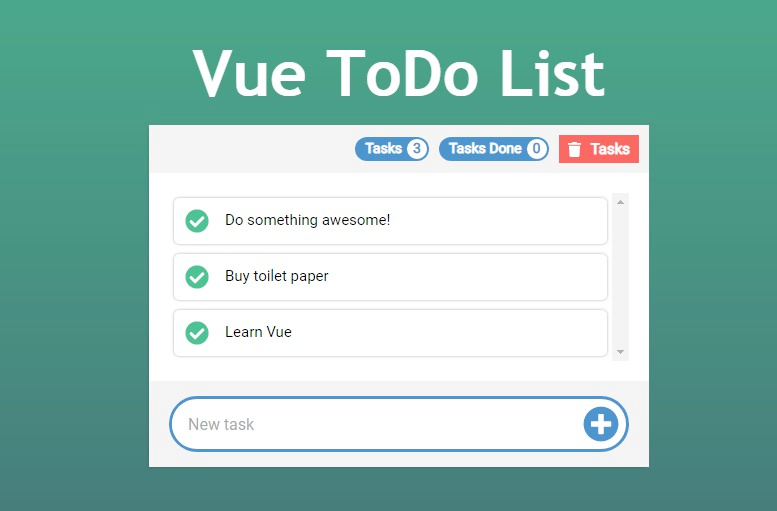 Vue ToDo List
Tasks 3 Tasks Done 0 Tasks
Do something awesome!
Buy toilet paper
Learn Vue
New task